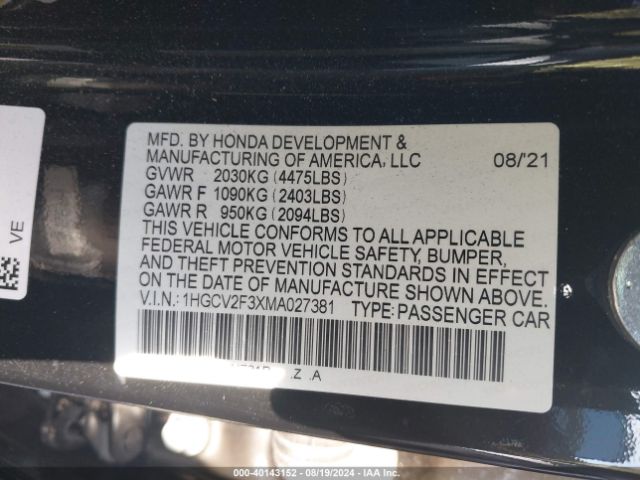 MFD. BY HONDA DEVELOPMENT &
MANUFACTURING OF AMERICA, LLC 08/'21
GVWR 2030KG (4475LBS)
GAWR F 1090KG (2403LBS)
GAWR R 950KG (2094LBS)
THIS VEHICLE CONFORMS TO ALL APPLICABLE
FEDERAL MOTOR VEHICLE SAFETY, BUMPER,
AND THEFT PREVENTION STANDARDS IN EFFECT
ON THE DATE OF MANUFACTURE SHOWN ABOVE.
V.I.N.: 1HGCV2F3XMA027381 TYPE: PASSENGER CAR
VE
000-40143152 - 08/19/2024 - IAA Inc.